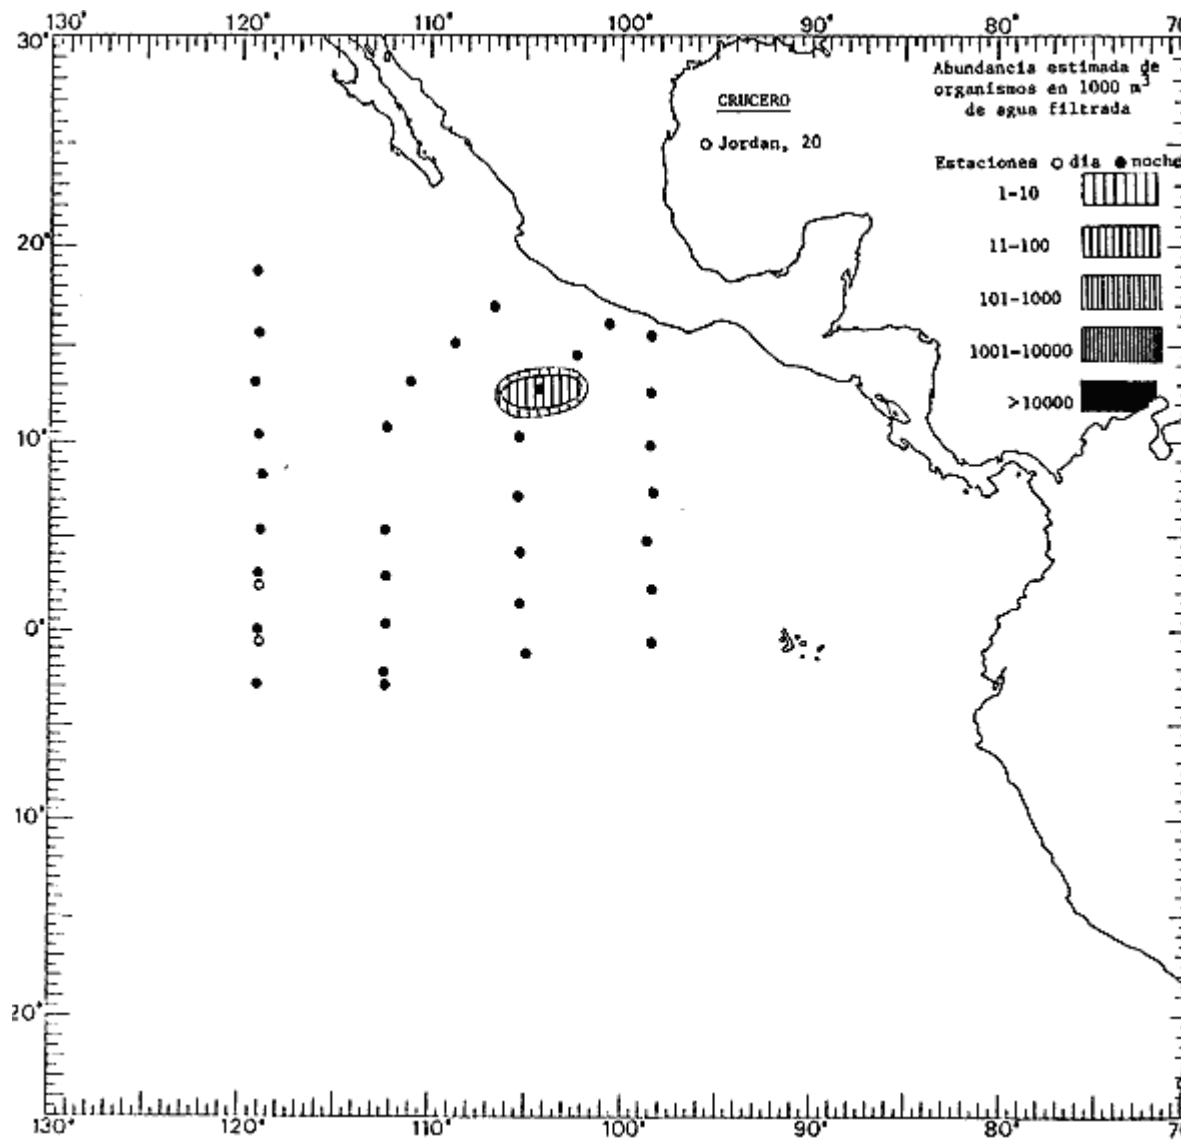 130° 120° 110° 100° 90° 80° 70
30°
Abundancia estimada de
organismos en 1000 m³
de agua filtrada
CRUCERO
o Jordan, 20
Estaciones o dia ● noche
1-10
20°
11-100
101-1000
1001-10000
>10000
10°
0°
10°
20°
130° 120° 110° 100° 90° 80° 70